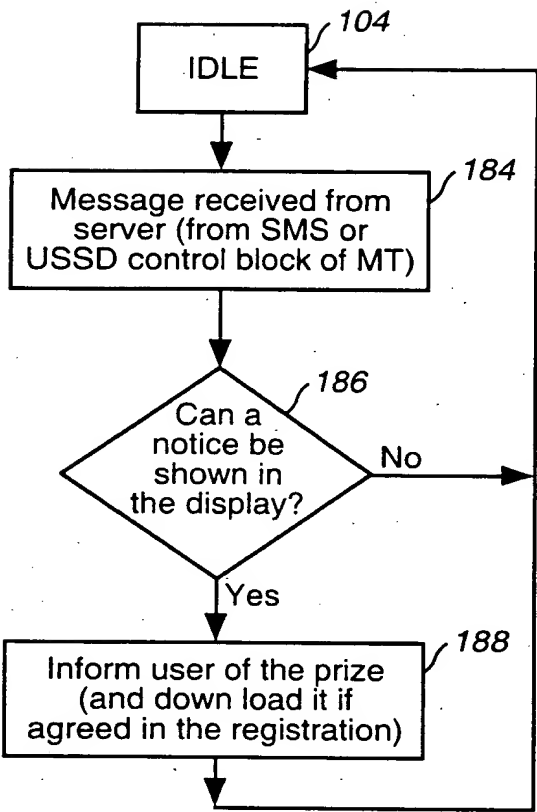 104
IDLE
184
Message received from
server (from SMS or
USSD control block of MT)
186
Can a
notice be
shown in
the display?
No
Yes
188
Inform user of the prize
(and down load it if
agreed in the registration)